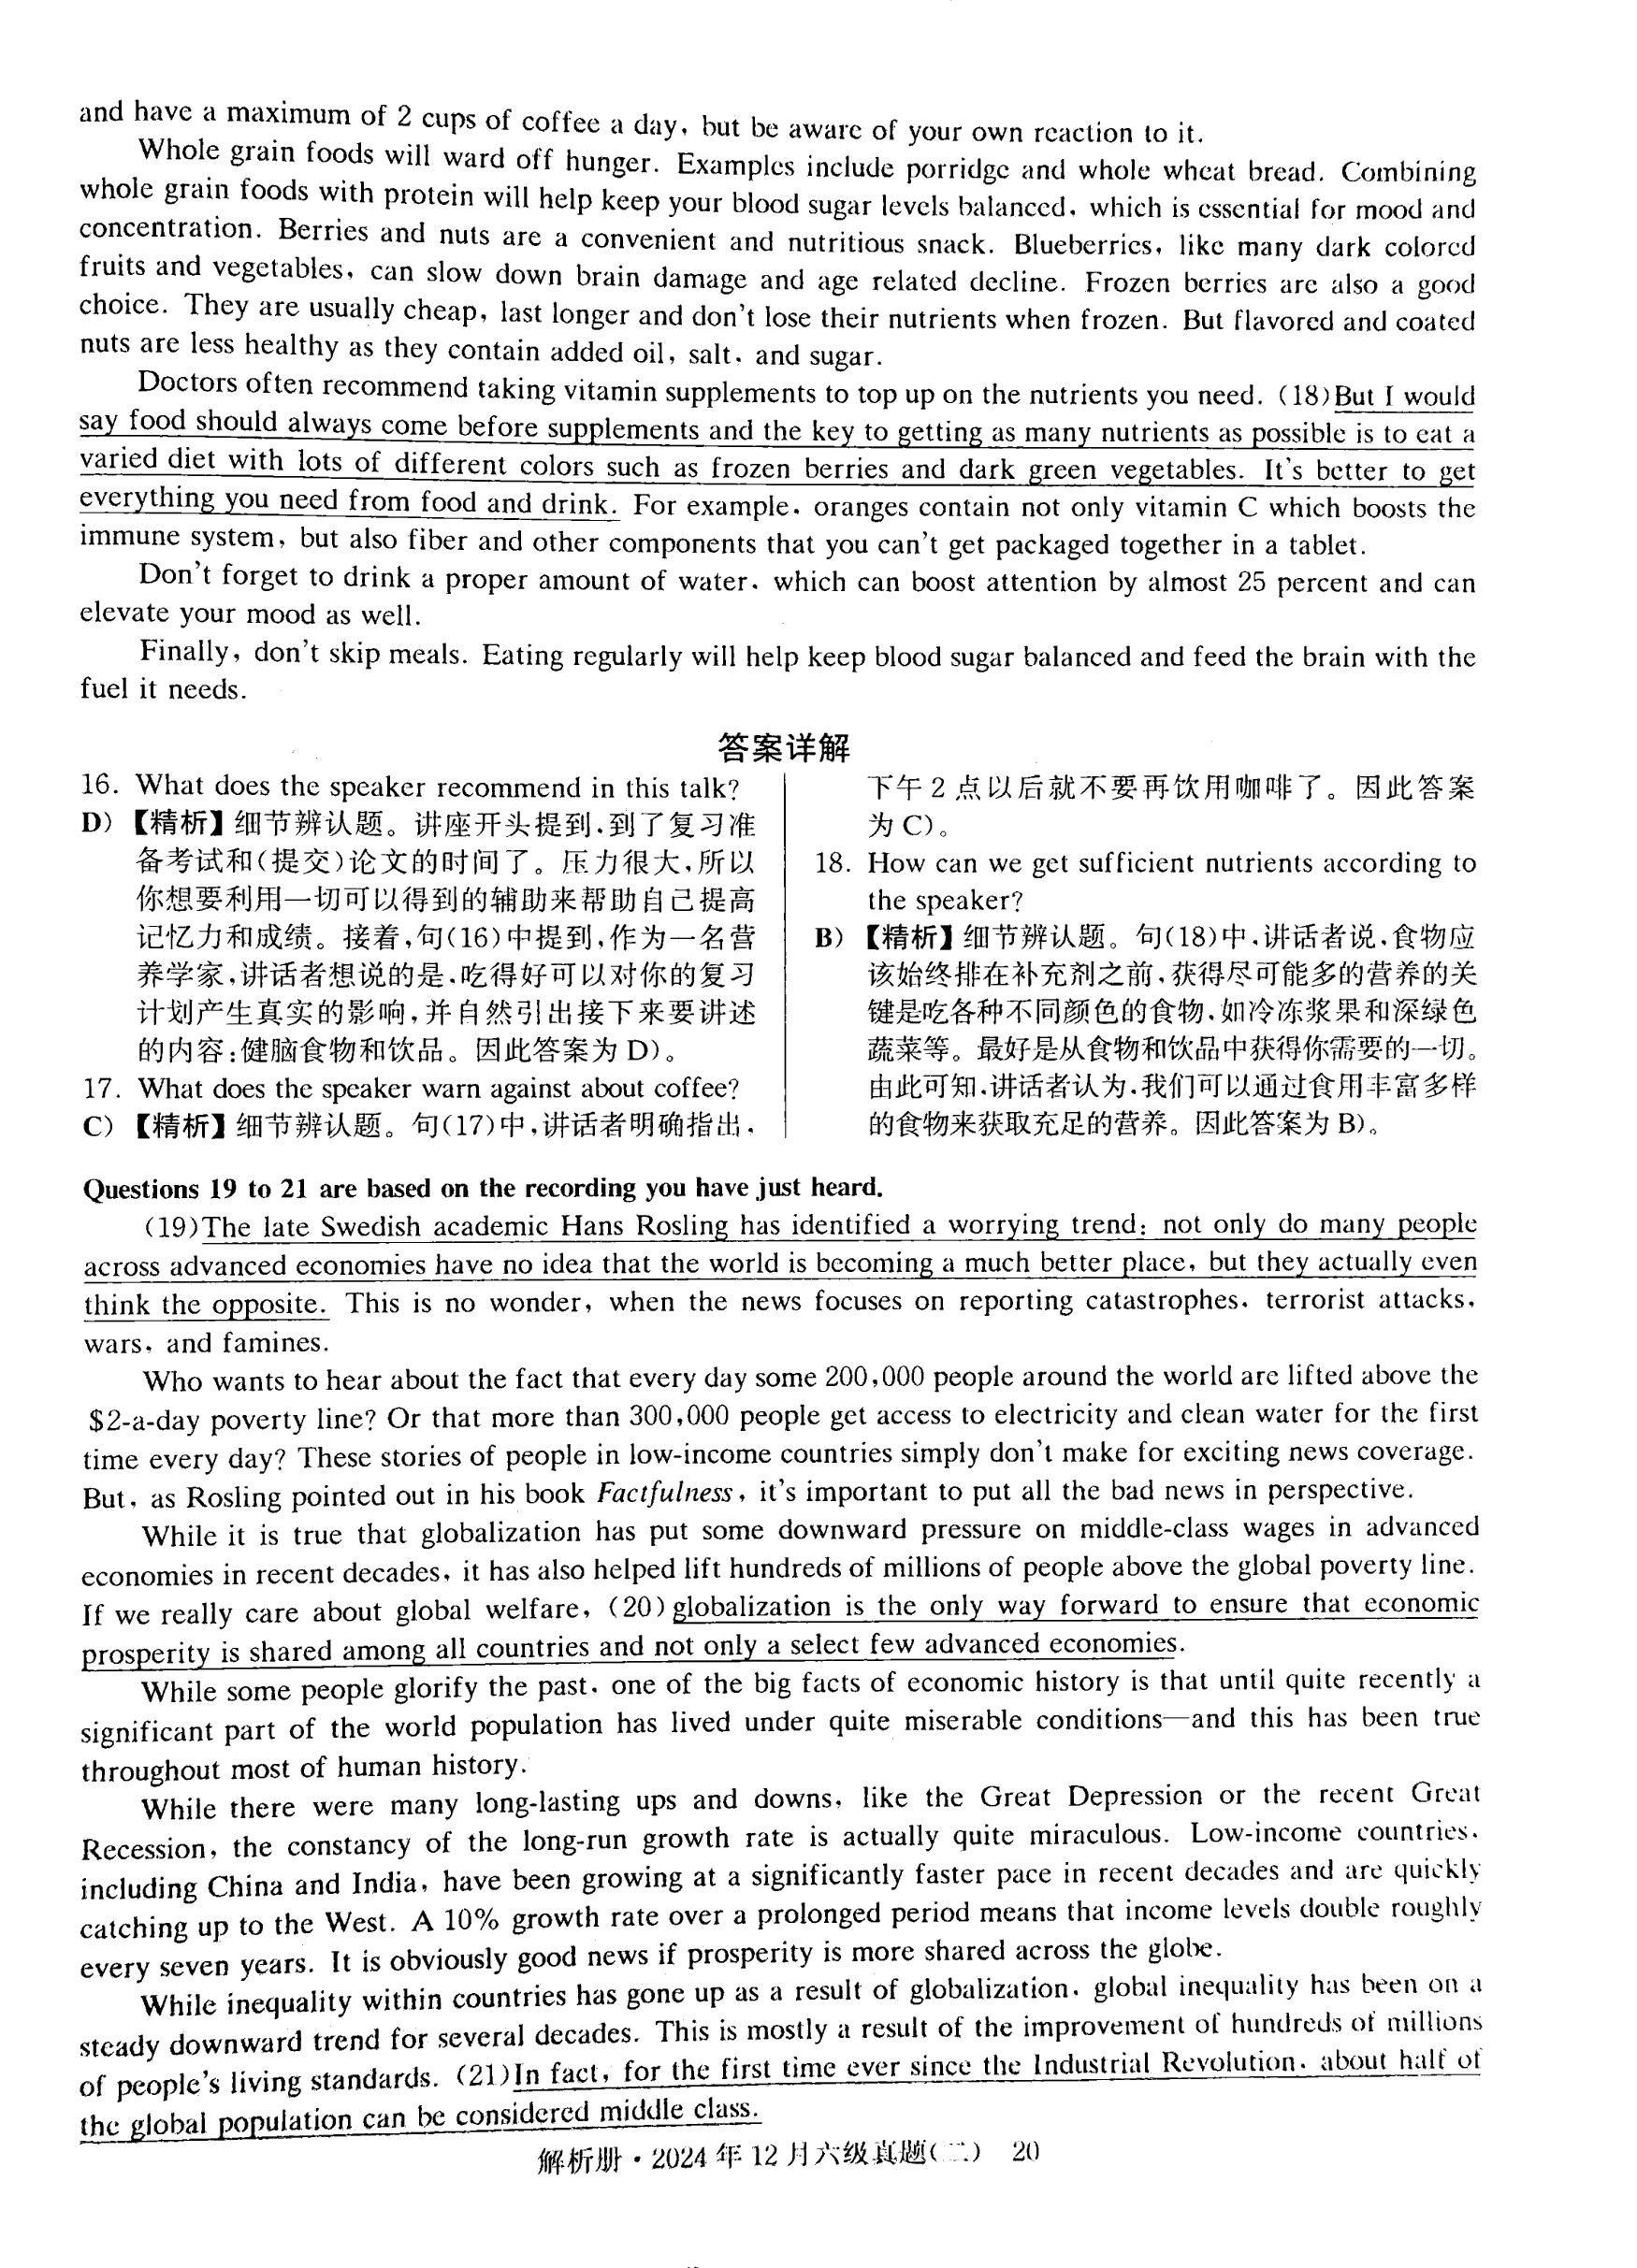 and have a maximum of 2 cups of coffee a day, but be aware of your own reaction to it.
Whole grain foods will ward off hunger. Examples include porridge and whole wheat bread. Combining
whole grain foods with protein will help keep your blood sugar levels balanced, which is essential for mood and
concentration. Berries and nuts are a convenient and nutritious snack. Blueberries, like many dark colored
fruits and vegetables, can slow down brain damage and age related decline. Frozen berries are also a good
choice. They are usually cheap, last longer and don't lose their nutrients when frozen. But flavored and coated
nuts are less healthy as they contain added oil, salt, and sugar.
Doctors often recommend taking vitamin supplements to top up on the nutrients you need. (18)But I would
say food should always come before supplements and the key to getting as many nutrients as possible is to eat a
varied diet with lots of different colors such as frozen berries and dark green vegetables. It's better to get
everything you need from food and drink. For example, oranges contain not only vitamin C which boosts the
immune system, but also fiber and other components that you can't get packaged together in a tablet.
Don't forget to drink a proper amount of water, which can boost attention by almost 25 percent and can
elevate your mood as well.
Finally, don't skip meals. Eating regularly will help keep blood sugar balanced and feed the brain with the
fuel it needs.
答案详解
16. What does the speaker recommend in this talk?
D) 【精析】细节辨认题。讲座开头提到,到了复习准
备考试和(提交)论文的时间了。压力很大,所以
你想要利用一切可以得到的辅助来帮助自己提高
记忆力和成绩。接着,句(16)中提到,作为一名营
养学家,讲话者想说的是,吃得好可以对你的复习
计划产生真实的影响,并自然引出接下来要讲述
的内容:健脑食物和饮品。因此答案为 D)。
17. What does the speaker warn against about coffee?
C) 【精析】细节辨认题。句(17)中,讲话者明确指出,
下午 2 点以后就不要再饮用咖啡了。因此答案
为 C)。
18. How can we get sufficient nutrients according to
the speaker?
B) 【精析】细节辨认题。句(18)中,讲话者说,食物应
该始终排在补充剂之前,获得尽可能多的营养的关
键是吃各种不同颜色的食物,如冷冻浆果和深绿色
蔬菜等。最好是从食物和饮品中获得你需要的一切。
由此可知,讲话者认为,我们可以通过食用丰富多样
的食物来获取充足的营养。因此答案为 B)。
Questions 19 to 21 are based on the recording you have just heard.
(19)The late Swedish academic Hans Rosling has identified a worrying trend: not only do many people
across advanced economies have no idea that the world is becoming a much better place, but they actually even
think the opposite. This is no wonder, when the news focuses on reporting catastrophes, terrorist attacks,
wars, and famines.
Who wants to hear about the fact that every day some 200,000 people around the world are lifted above the
$2-a-day poverty line? Or that more than 300,000 people get access to electricity and clean water for the first
time every day? These stories of people in low-income countries simply don't make for exciting news coverage.
But, as Rosling pointed out in his book Factfulness, it's important to put all the bad news in perspective.
While it is true that globalization has put some downward pressure on middle-class wages in advanced
economies in recent decades, it has also helped lift hundreds of millions of people above the global poverty line.
If we really care about global welfare, (20)globalization is the only way forward to ensure that economic
prosperity is shared among all countries and not only a select few advanced economies.
While some people glorify the past, one of the big facts of economic history is that until quite recently a
significant part of the world population has lived under quite miserable conditions—and this has been true
throughout most of human history.
While there were many long-lasting ups and downs, like the Great Depression or the recent Great
Recession, the constancy of the long-run growth rate is actually quite miraculous. Low-income countries,
including China and India, have been growing at a significantly faster pace in recent decades and are quickly
catching up to the West. A 10% growth rate over a prolonged period means that income levels double roughly
every seven years. It is obviously good news if prosperity is more shared across the globe.
While inequality within countries has gone up as a result of globalization, global inequality has been on a
steady downward trend for several decades. This is mostly a result of the improvement of hundreds of millions
of people's living standards. (21)In fact, for the first time ever since the Industrial Revolution, about half of
the global population can be considered middle class.
解析册·2024 年 12 月六级真题(二) 20